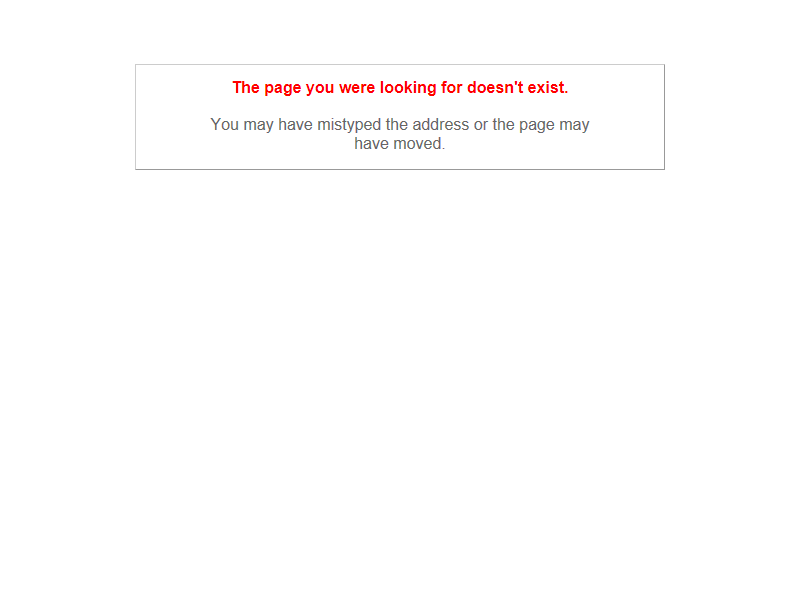 The page you were looking for doesn't exist.
You may have mistyped the address or the page may
have moved.